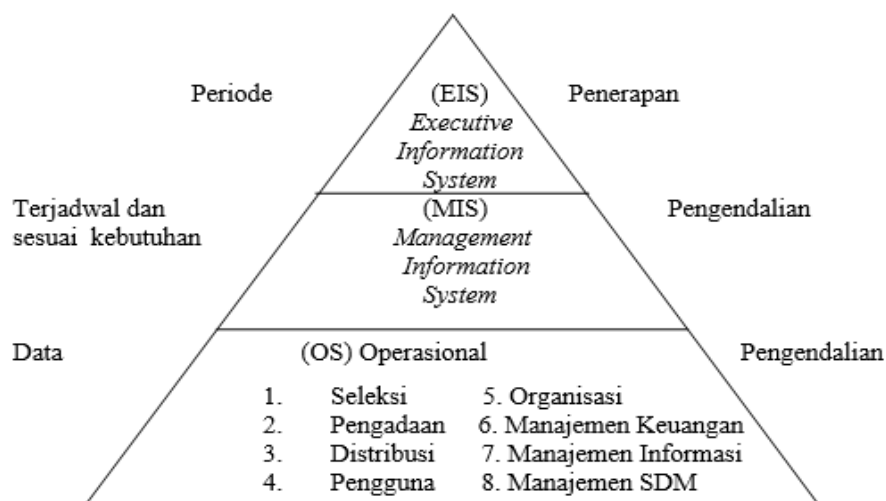 Periode (EIS) Penerapan
Executive
Information
System
Terjadwal dan (MIS) Pengendalian
sesuai kebutuhan Management
Information
System
Data (OS) Operasional Pengendalian
1. Seleksi 5. Organisasi
2. Pengadaan 6. Manajemen Keuangan
3. Distribusi 7. Manajemen Informasi
4. Pengguna 8. Manajemen SDM